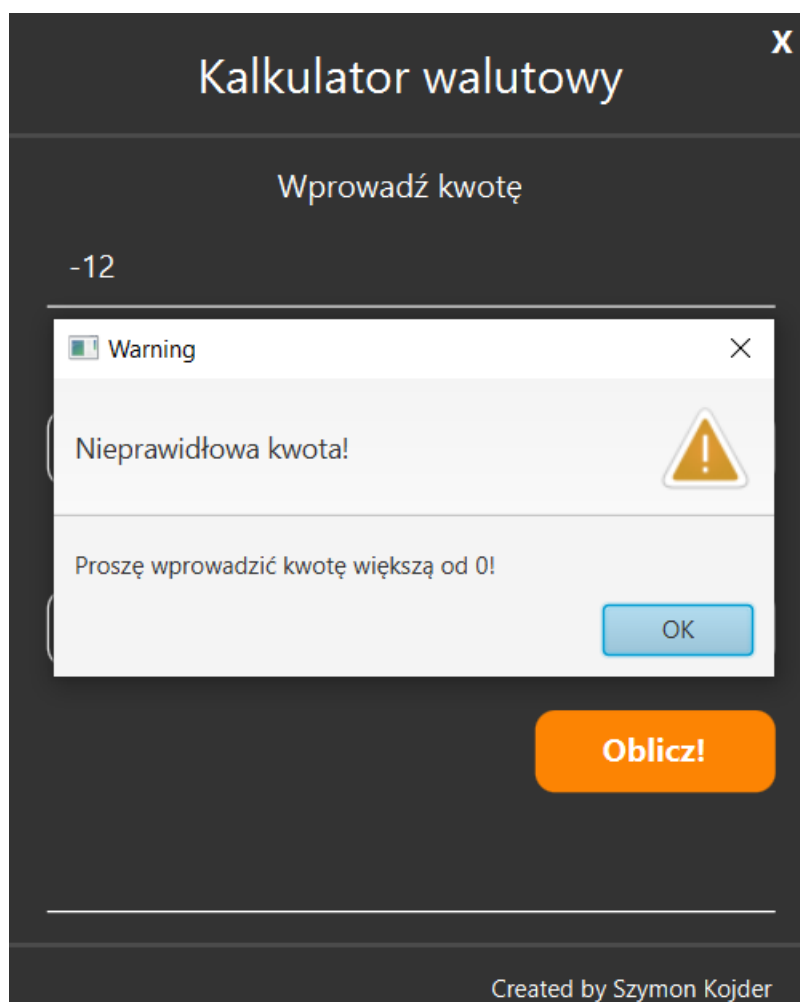 X
Kalkulator walutowy
Wprowadź kwotę
-12
Warning
Nieprawidłowa kwota!
Proszę wprowadzić kwotę większą od 0!
OK
Oblicz!
Created by Szymon Kojder